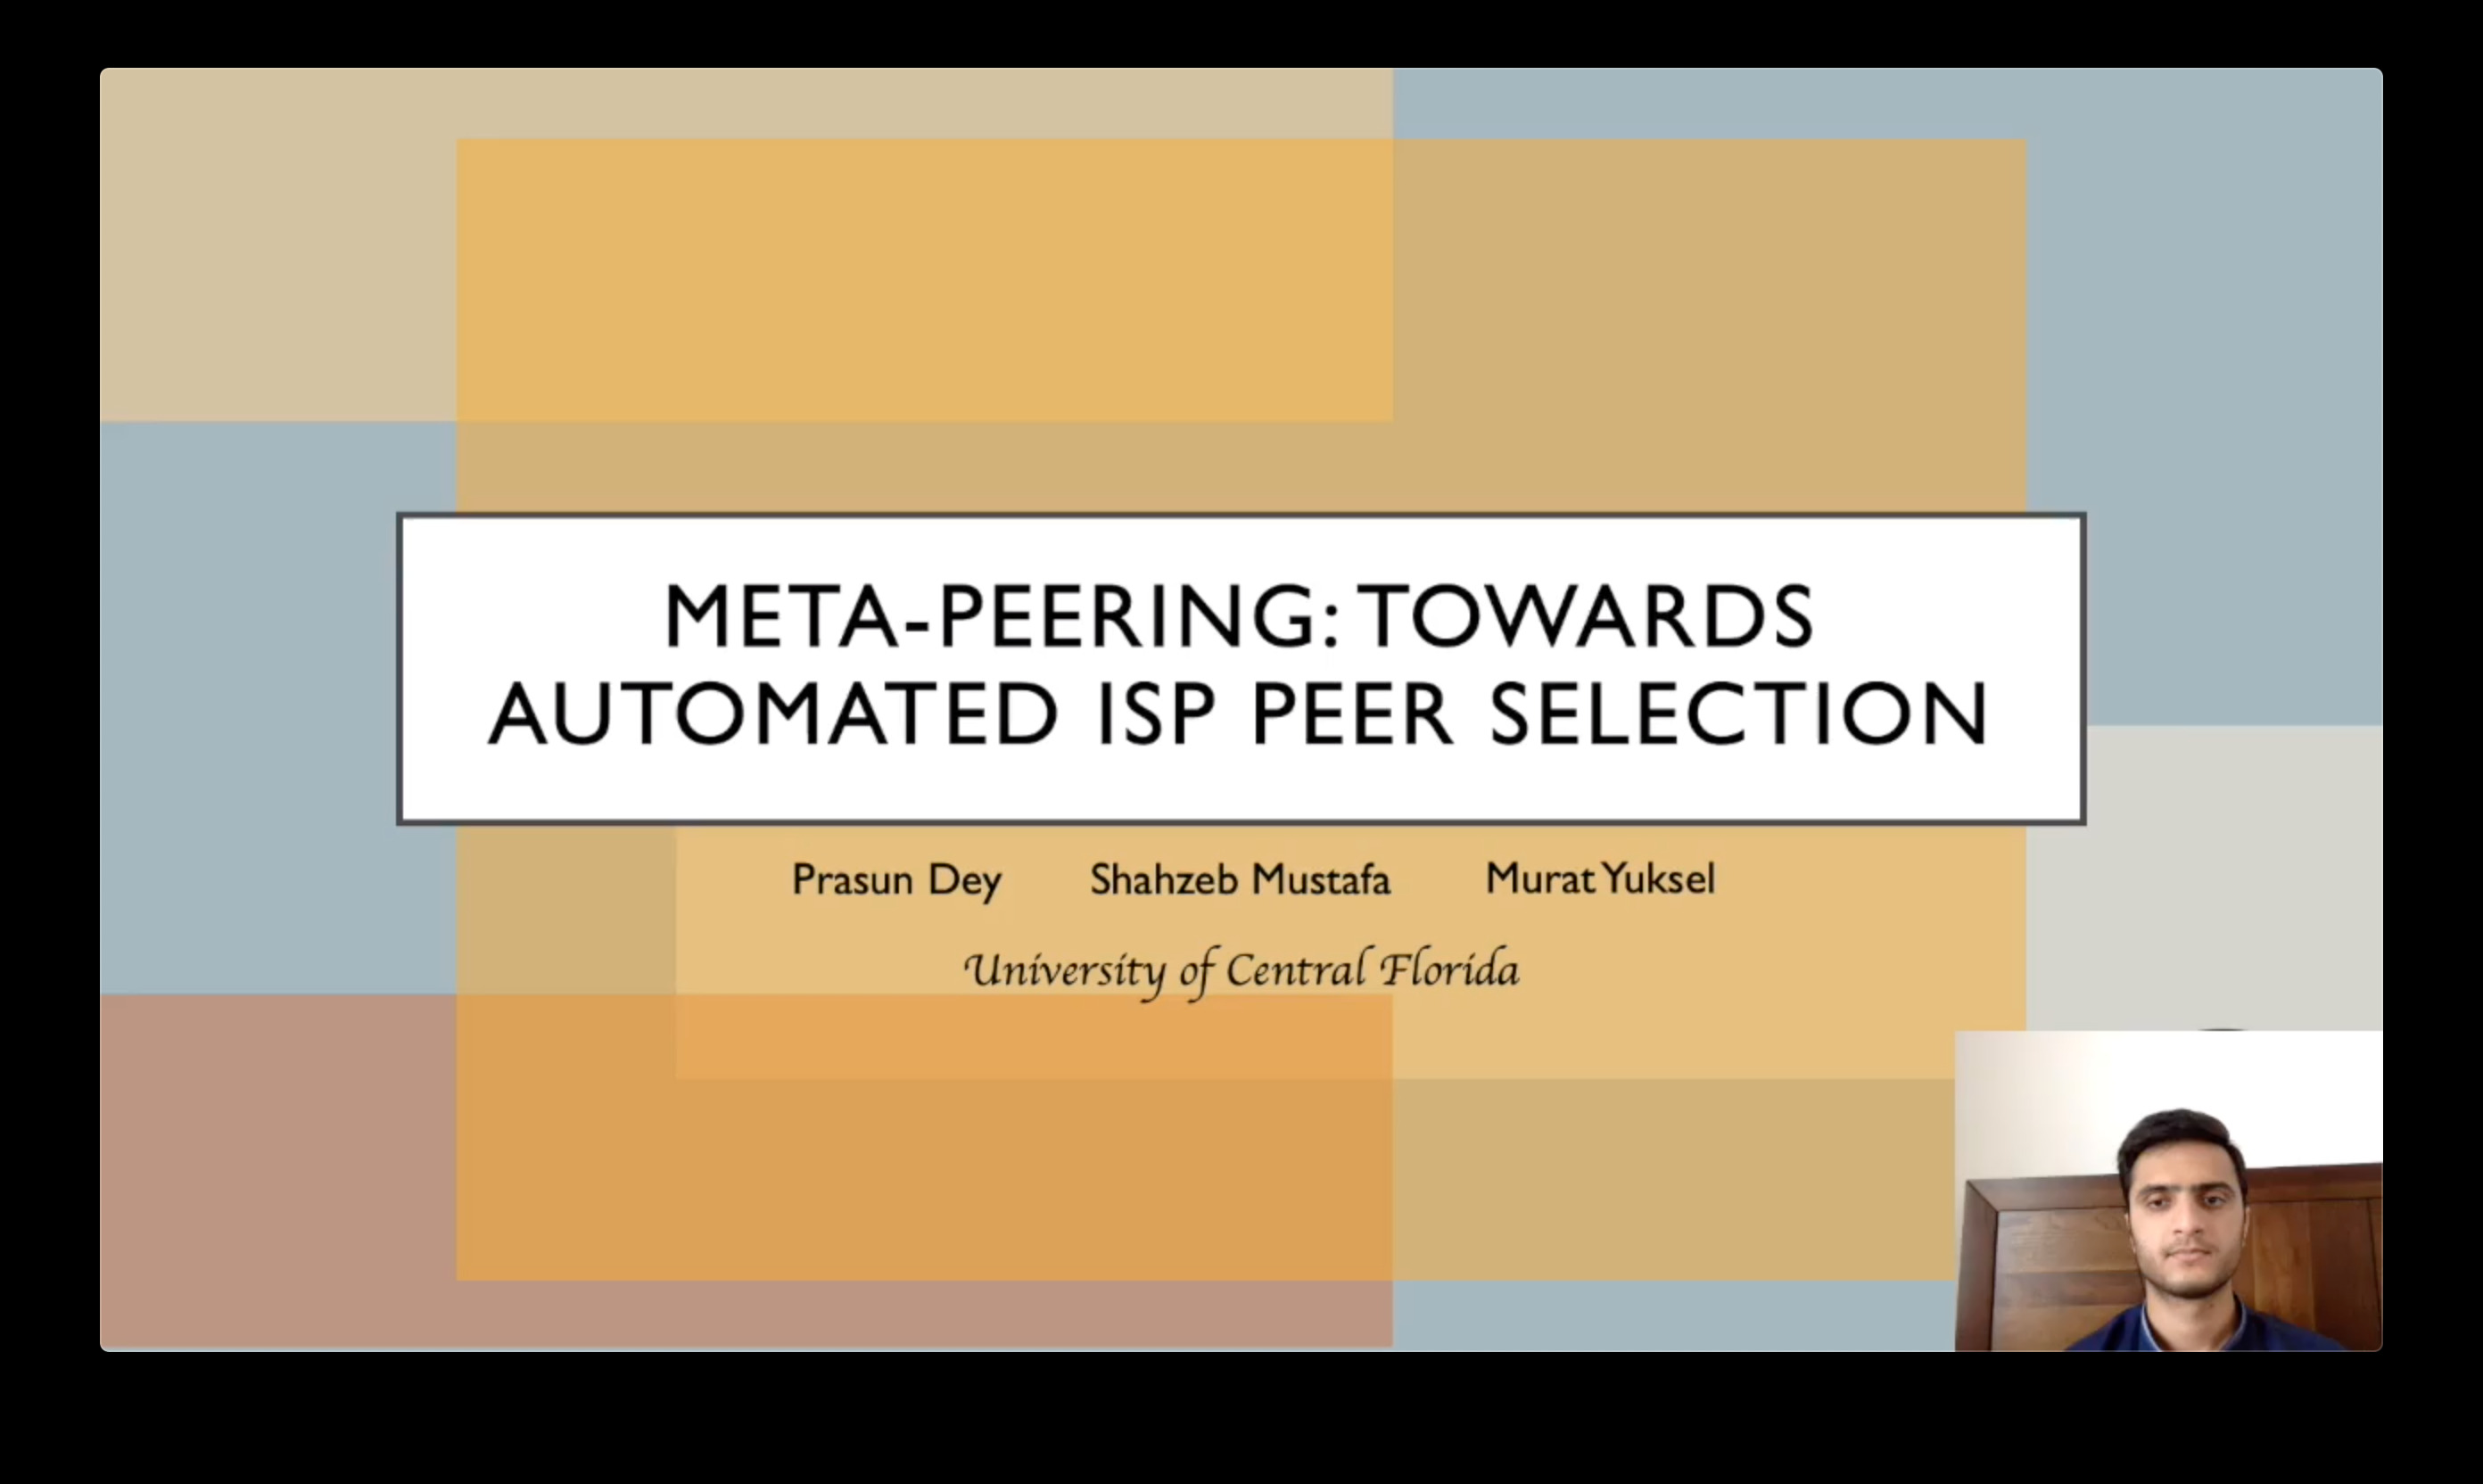 META-PEERING: TOWARDS
AUTOMATED ISP PEER SELECTION
Prasun Dey Shahzeb Mustafa Murat Yuksel
University of Central Florida